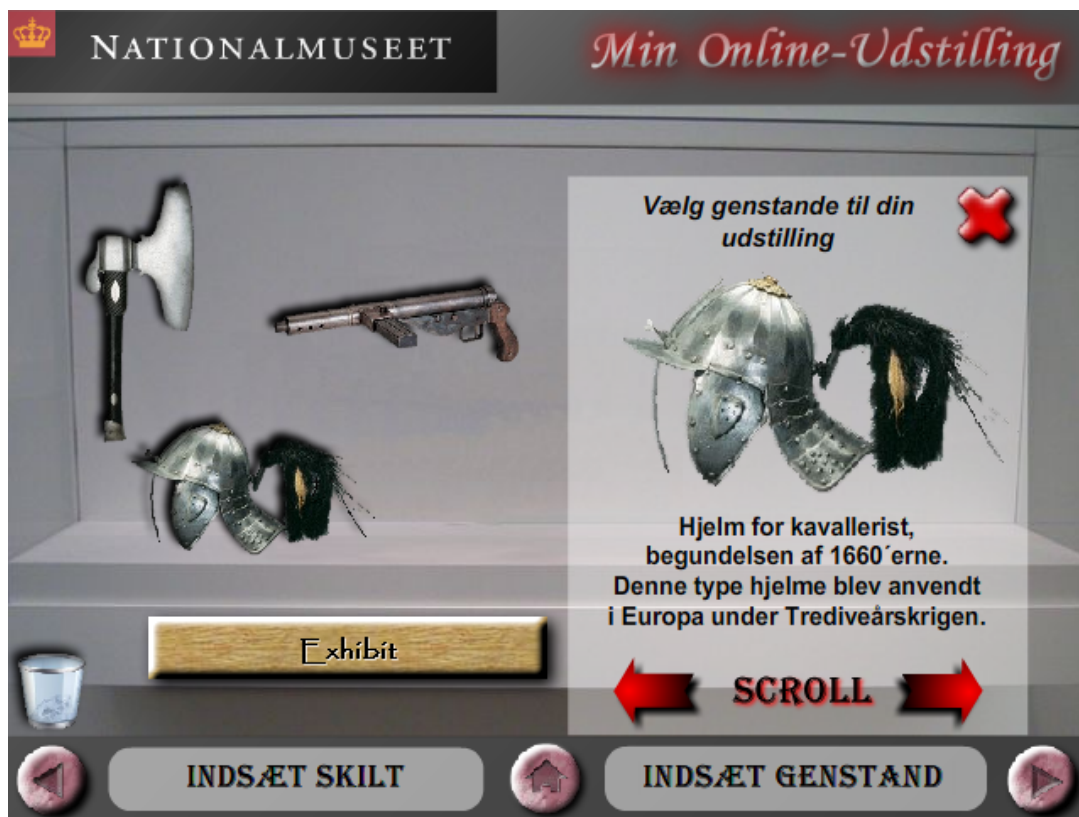 NATIONALMUSEET
Min Online-Udstilling
Vælg genstande til din
udstilling
Hjelm for kavallerist,
begundelsen af 1660´erne.
Denne type hjelme blev anvendt
i Europa under Trediveårskrigen.
Exhibit
SCROLL
INDSÆT SKILT
INDSÆT GENSTAND